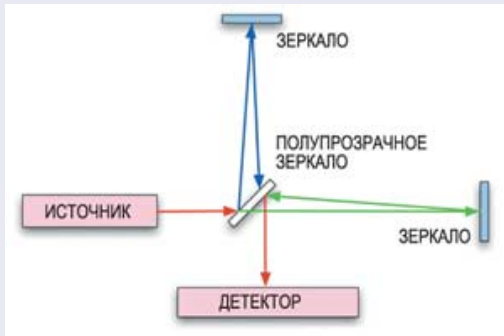 ЗЕРКАЛО
ПОЛУПРОЗРАЧНОЕ
ЗЕРКАЛО
ИСТОЧНИК
ЗЕРКАЛО
ДЕТЕКТОР